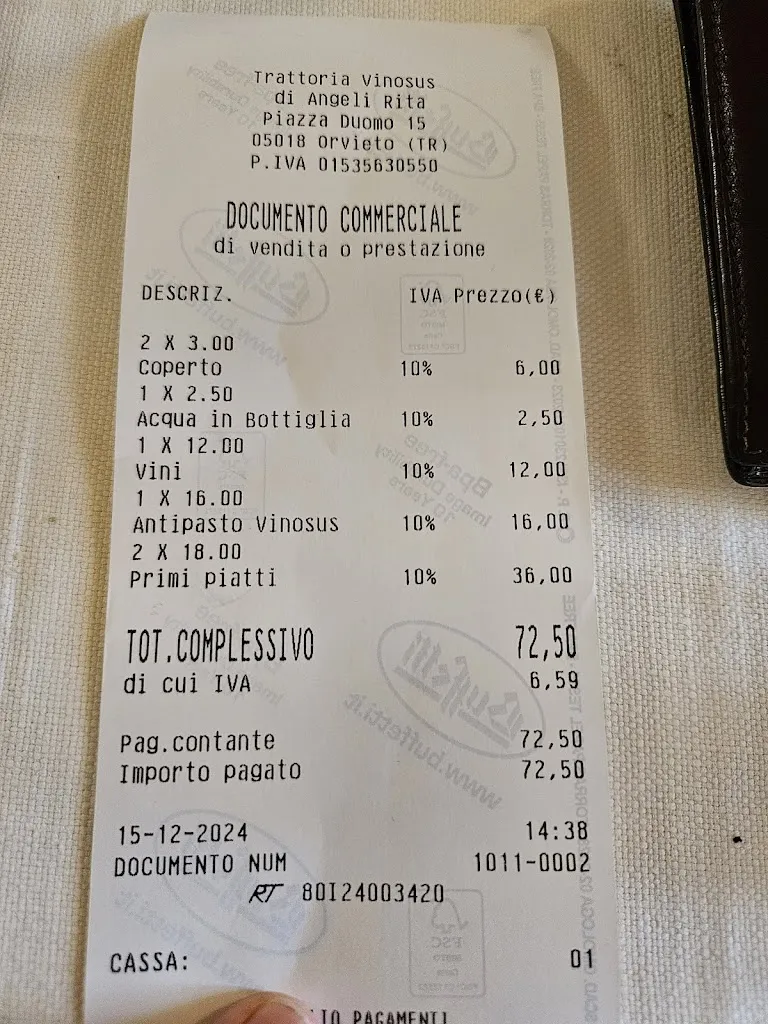 Trattoria Vinosus
di Angeli Rita
Piazza Duomo 15
05018 Orvieto (TR)
P.IVA 01535630550
DOCUMENTO COMMERCIALE
di vendita o prestazione
DESCRIZ. IVA Prezzo(€)
2 X 3.00
Coperto 10% 6,00
1 X 2.50
Acqua in Bottiglia 10% 2,50
1 X 12.00
Vini 10% 12,00
1 X 16.00
Antipasto Vinosus 10% 16,00
2 X 18.00
Primi piatti 10% 36,00
TOT.COMPLESSIVO 72,50
di cui IVA 6,59
Pag.contante 72,50
Importo pagato 72,50
15-12-2024 14:38
DOCUMENTO NUM 1011-0002
RT 80I24003420
CASSA: 01
PAGAMENTI